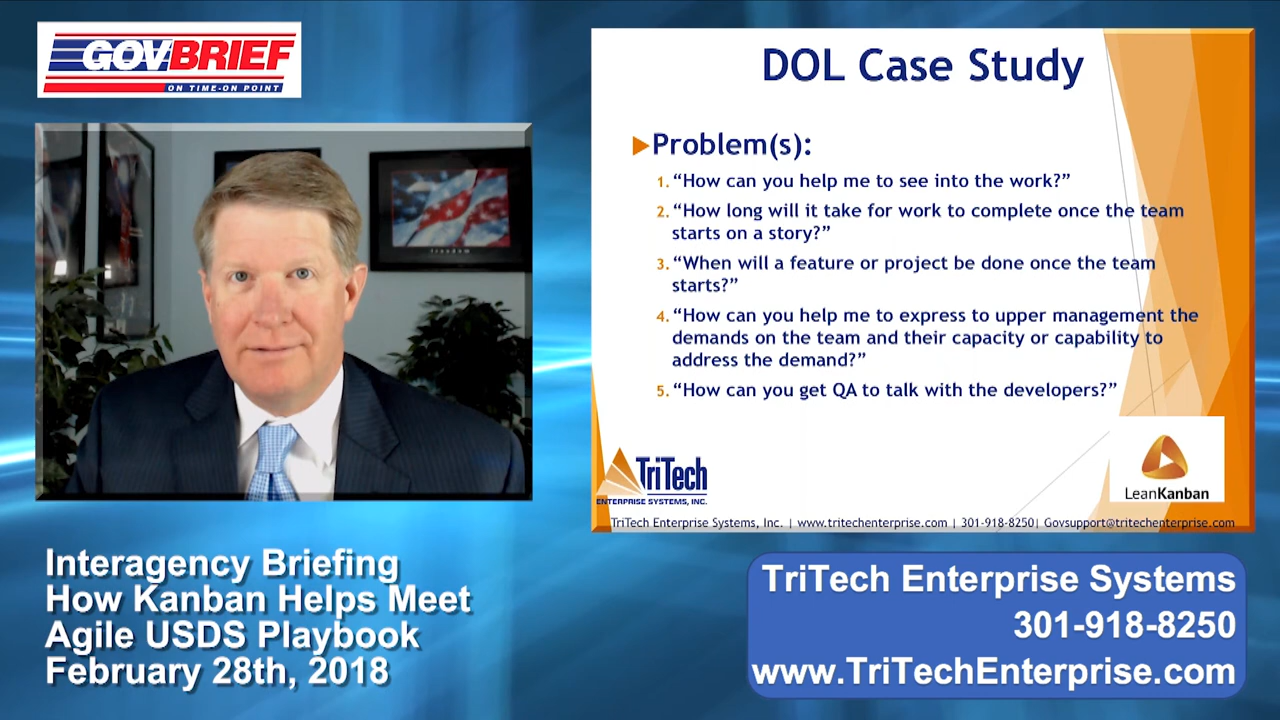 GOVBRIEF
ON TIME-ON POINT
freedom
Interagency Briefing
How Kanban Helps Meet
Agile USDS Playbook
February 28th, 2018
DOL Case Study
Problem(s):
1. “How can you help me to see into the work?”
2. “How long will it take for work to complete once the team
starts on a story?”
3. “When will a feature or project be done once the team
starts?”
4. “How can you help me to express to upper management the
demands on the team and their capacity or capability to
address the demand?”
5. “How can you get QA to talk with the developers?”
TriTech
ENTERPRISE SYSTEMS, INC.
LeanKanban
TriTech Enterprise Systems, Inc. | www.tritechenterprise.com | 301-918-8250| Govsupport@tritechenterprise.com
TriTech Enterprise Systems
301-918-8250
www.TriTechEnterprise.com